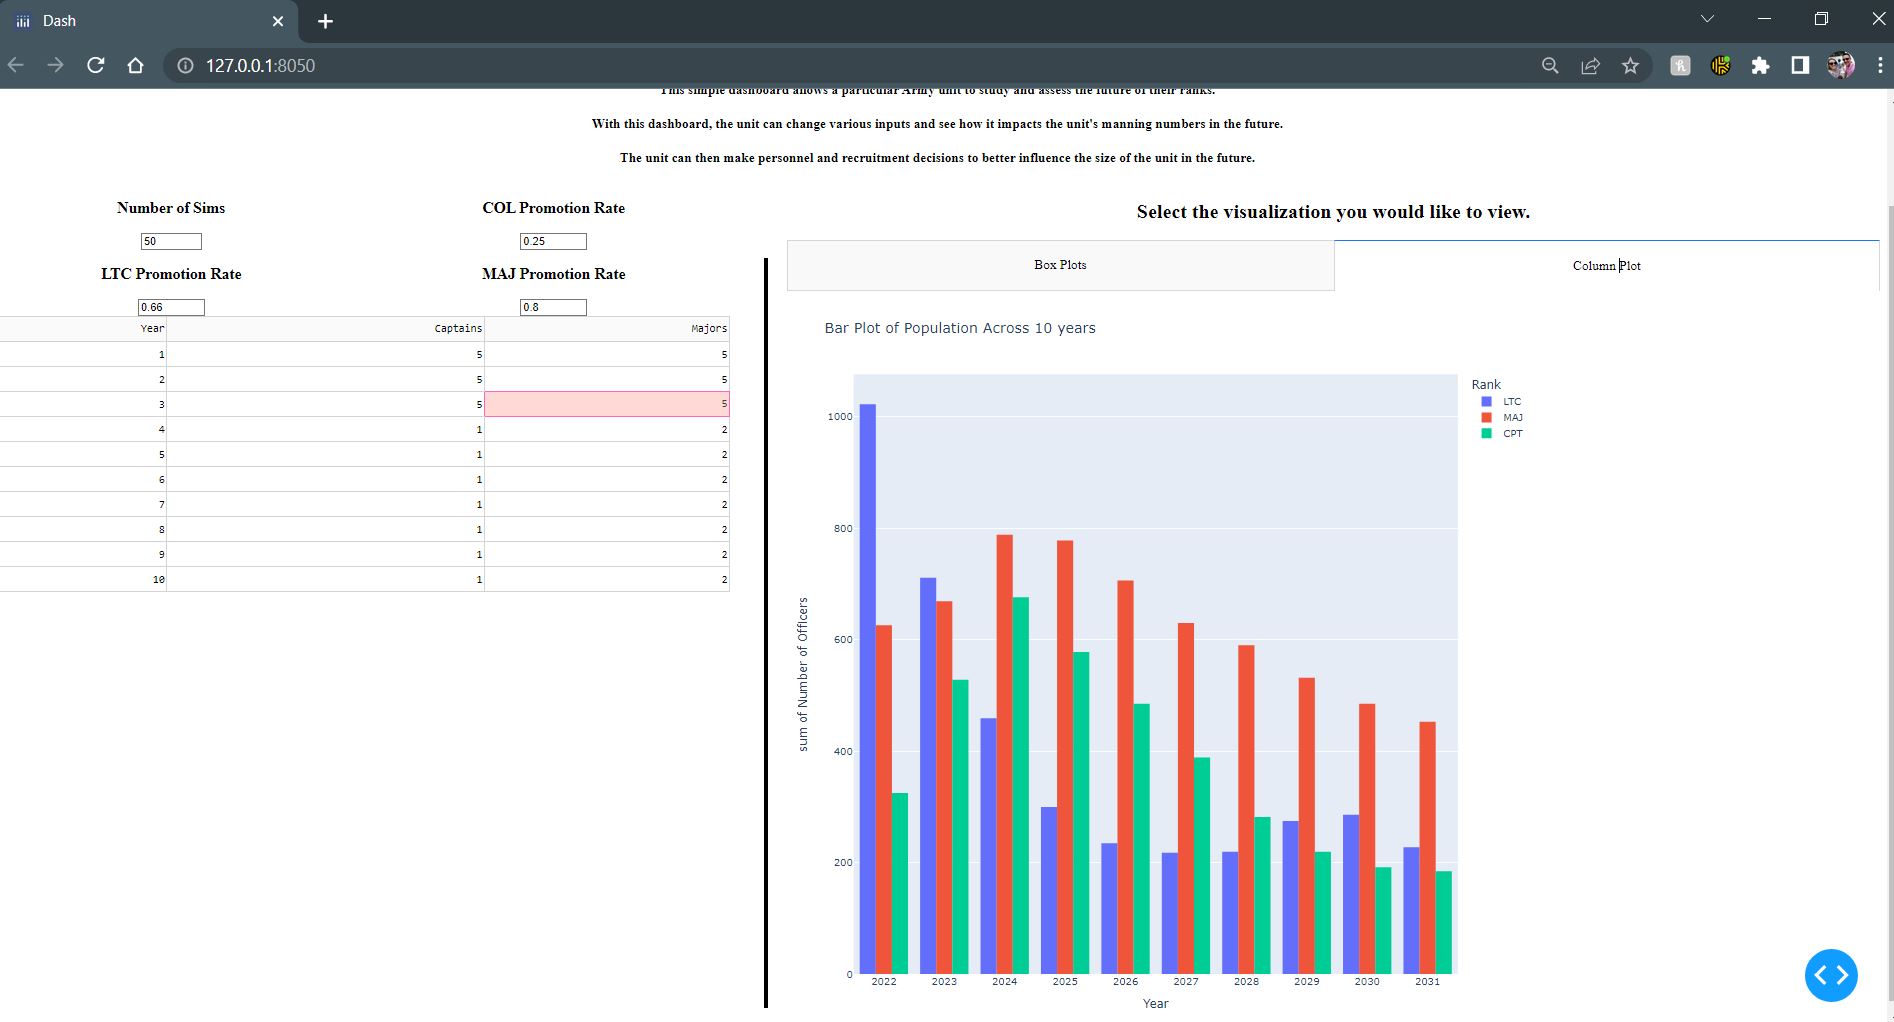 Dash
127.0.0.1:8050
This simple dashboard allows a particular Army unit to study and assess the future of their ranks.
With this dashboard, the unit can change various inputs and see how it impacts the unit's manning numbers in the future.
The unit can then make personnel and recruitment decisions to better influence the size of the unit in the future.
Number of Sims COL Promotion Rate
50 0.25
LTC Promotion Rate MAJ Promotion Rate
0.66 0.8
Year Captains Majors
1 5 5
2 5 5
3 5 5
4 1 2
5 1 2
6 1 2
7 1 2
8 1 2
9 1 2
10 1 2
Select the visualization you would like to view.
Box Plots Column Plot
Bar Plot of Population Across 10 years
Rank
LTC
MAJ
CPT
1000
800
600
400
200
0
sum of Number of Officers
2022 2023 2024 2025 2026 2027 2028 2029 2030 2031
Year